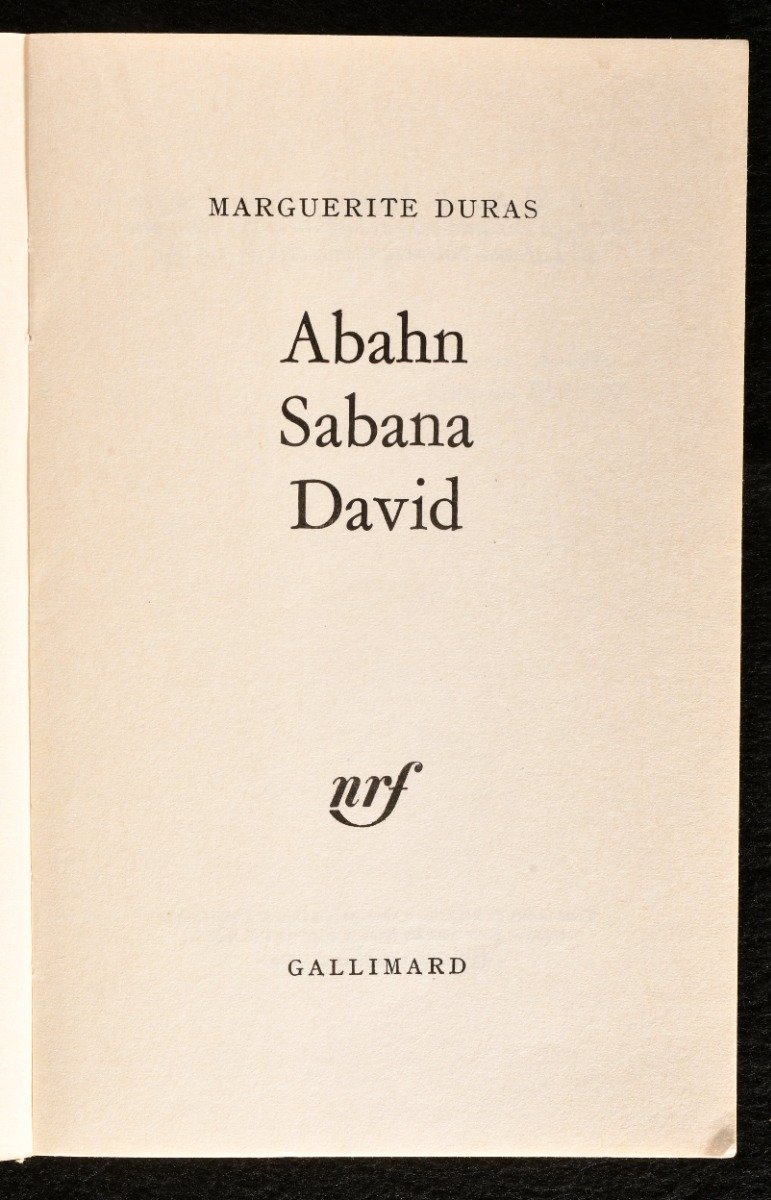 MARGUERITE DURAS
Abahn
Sabana
David
nrf
GALLIMARD